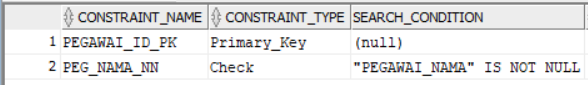 CONSTRAINT_NAME CONSTRAINT_TYPE SEARCH_CONDITION
1 PEGAWAI_ID_PK Primary_Key (null)
2 PEG_NAMA_NN Check "PEGAWAI_NAMA" IS NOT NULL